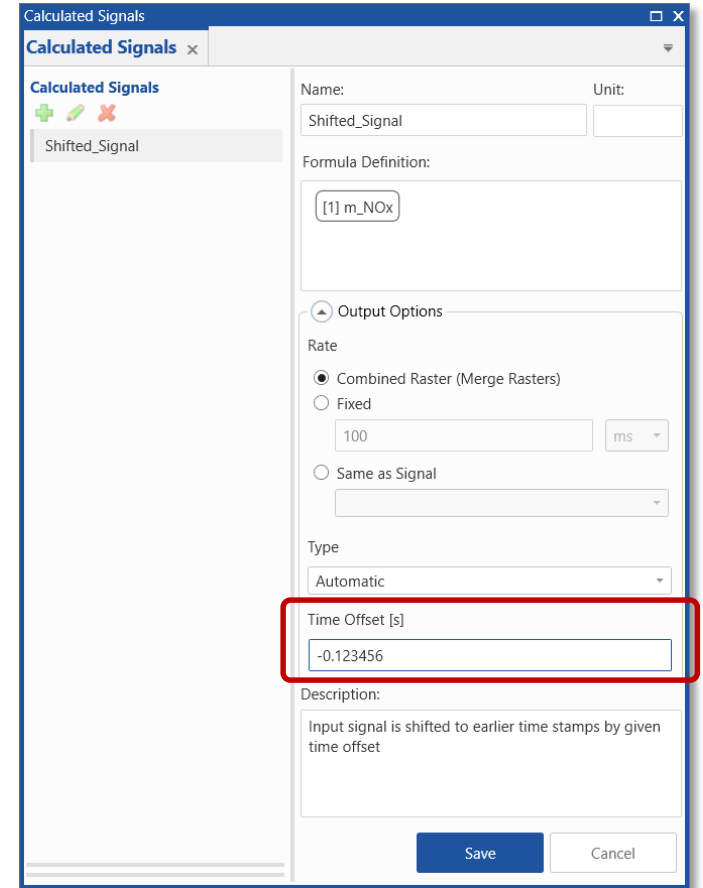 Calculated Signals
Calculated Signals
Calculated Signals
Shifted_Signal
Name:
Unit:
Shifted_Signal
Formula Definition:
[1] m_NOx
Output Options
Rate
Combined Raster (Merge Rasters)
Fixed
100
ms
Same as Signal
Type
Automatic
Time Offset [s]
-0.123456
Description:
Input signal is shifted to earlier time stamps by given
time offset
Save
Cancel